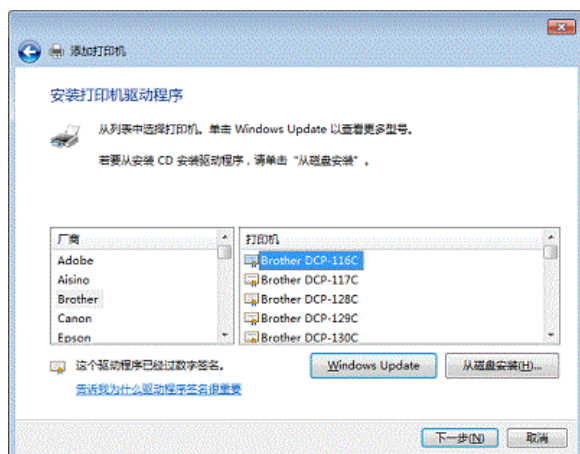 添加打印机
安装打印机驱动程序
从列表中选择打印机。单击 Windows Update 以查看更多型号。
若要从安装 CD 安装驱动程序，请单击“从磁盘安装”。
厂商
Adobe
Aisino
Brother
Canon
Epson
打印机
Brother DCP-116C
Brother DCP-117C
Brother DCP-128C
Brother DCP-129C
Brother DCP-130C
这个驱动程序已经过数字签名。
告诉我为什么驱动程序签名很重要
Windows Update
从磁盘安装(H)...
下一步(N)
取消